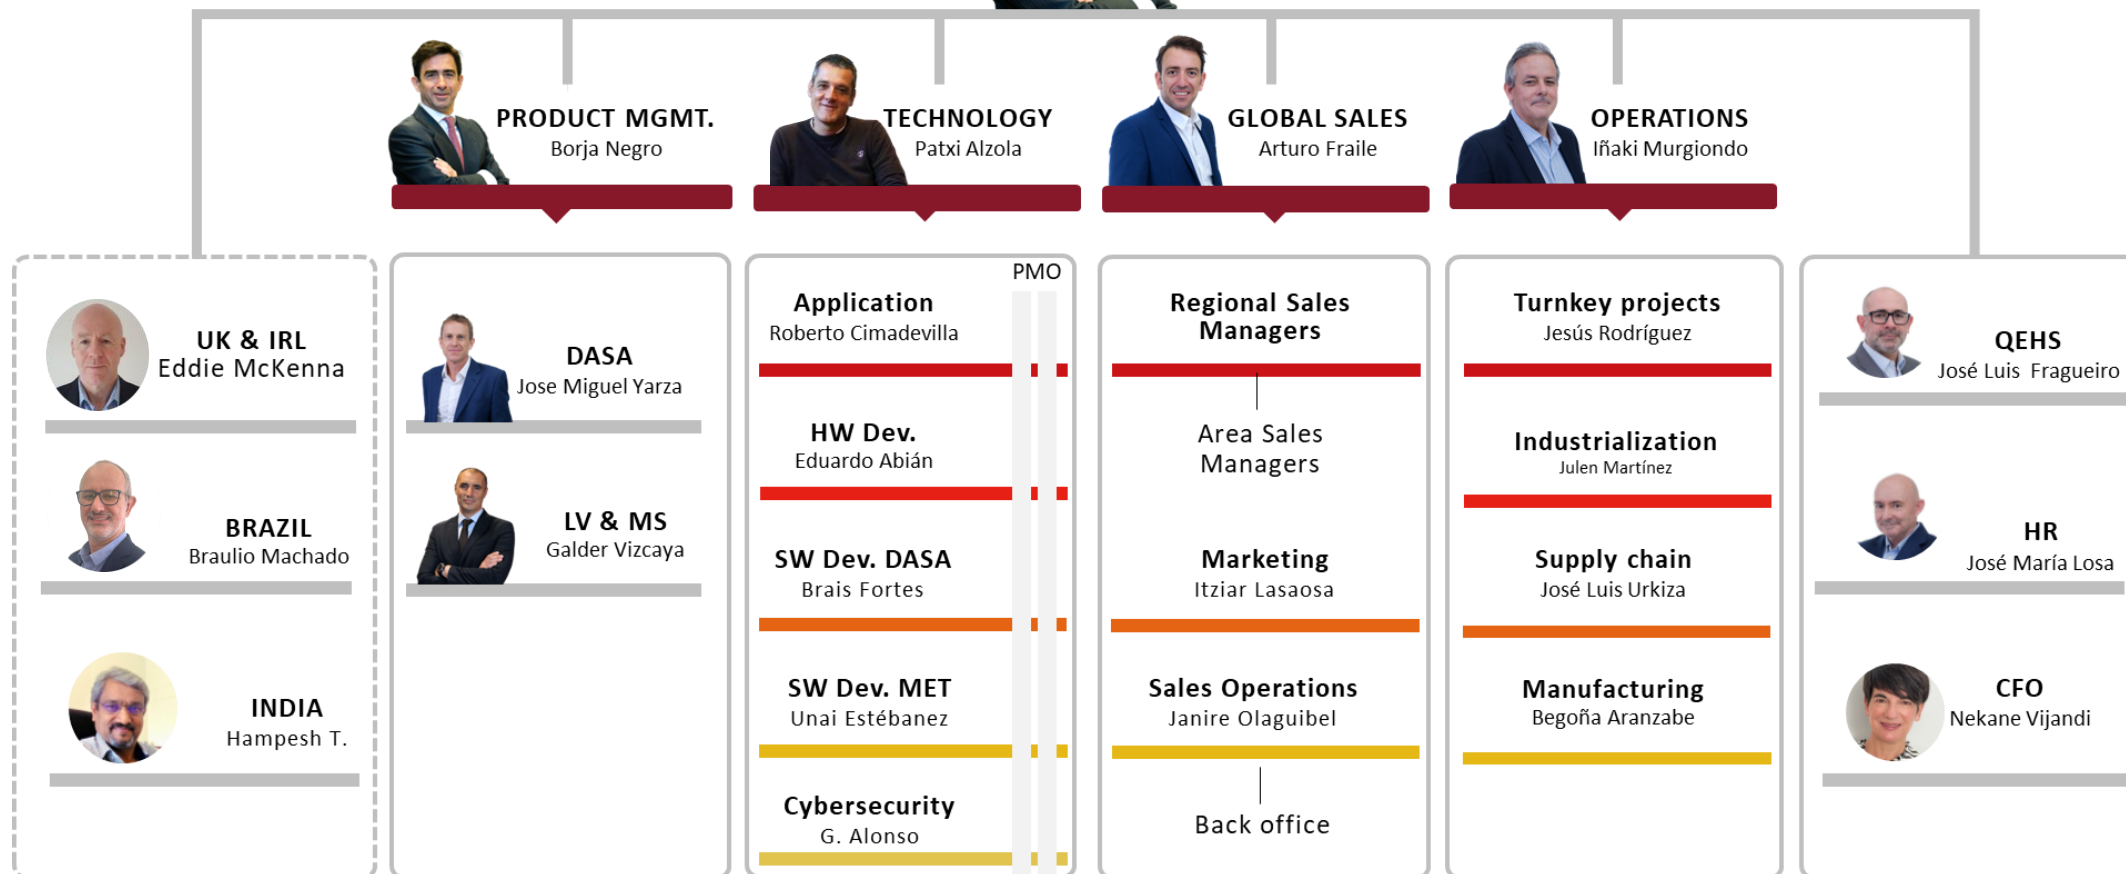 PRODUCT MGMT.
Borja Negro
TECHNOLOGY
Patxi Alzola
GLOBAL SALES
Arturo Fraile
OPERATIONS
Iñaki Murgiondo
UK & IRL
Eddie McKenna
BRAZIL
Braulio Machado
INDIA
Hampesh T.
DASA
Jose Miguel Yarza
LV & MS
Galder Vizcaya
PMO
Application
Roberto Cimadevilla
HW Dev.
Eduardo Abián
SW Dev. DASA
Brais Fortes
SW Dev. MET
Unai Estébanez
Cybersecurity
G. Alonso
Regional Sales
Managers
Area Sales
Managers
Marketing
Itziar Lasaosa
Sales Operations
Janire Olaguibel
Back office
Turnkey projects
Jesús Rodríguez
Industrialization
Julen Martínez
Supply chain
José Luis Urkiza
Manufacturing
Begoña Aranzabe
QEHS
José Luis Fragueiro
HR
José María Losa
CFO
Nekane Vijandi